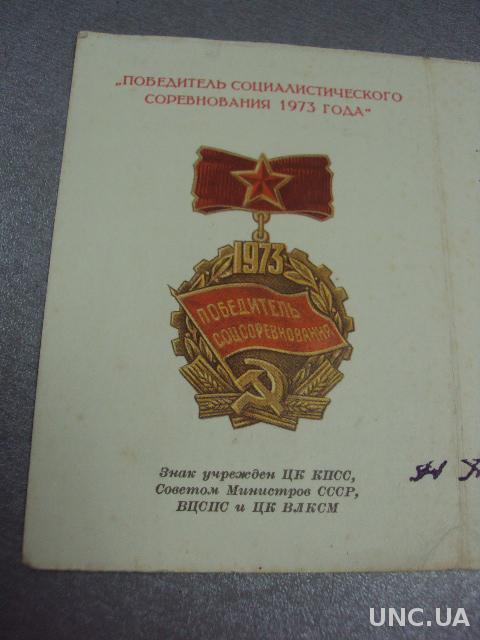 „ПОБЕДИТЕЛЬ СОЦИАЛИСТИЧЕСКОГО
СОРЕВНОВАНИЯ 1973 ГОДА"
1973
ПОБЕДИТЕЛЬ
СОЦСОРЕВНОВАНИЯ
Знак учрежден ЦК КПСС,
Советом Министров СССР,
ВЦСПС и ЦК ВЛКСМ
UNC.UA